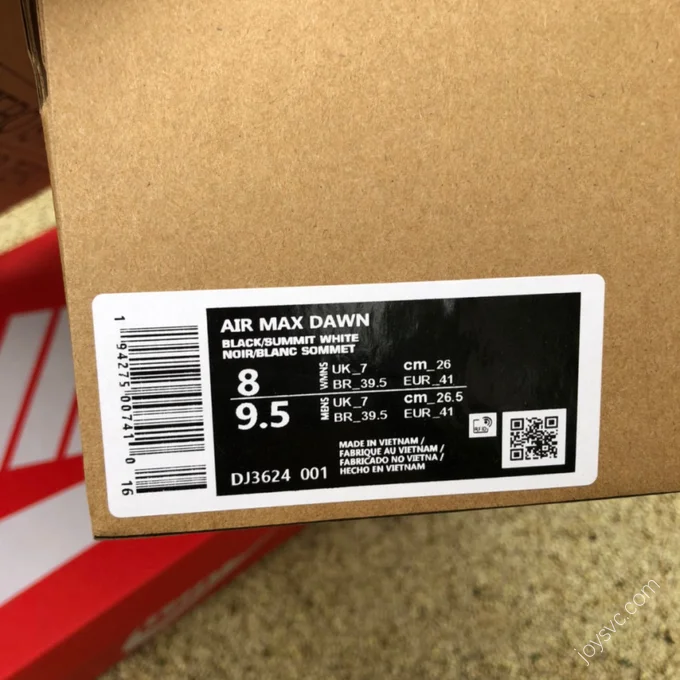 AIR MAX DAWN
BLACK/SUMMIT WHITE
NOIR/BLANC SOMMET
8 WMNS UK_7 cm_26
BR_39.5 EUR_41
9.5 MENS UK_7 cm_26.5
BR_39.5 EUR_41
MADE IN VIETNAM /
FABRIQUE AU VIETNAM /
FABRICADO NO VIETNA /
HECHO EN VIETNAM
DJ3624 001
1 94275 00741 0 16
joysvc.com